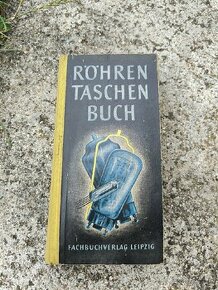 RÖHREN
TASCHEN
BUCH
FACHBUCHVERLAG LEIPZIG